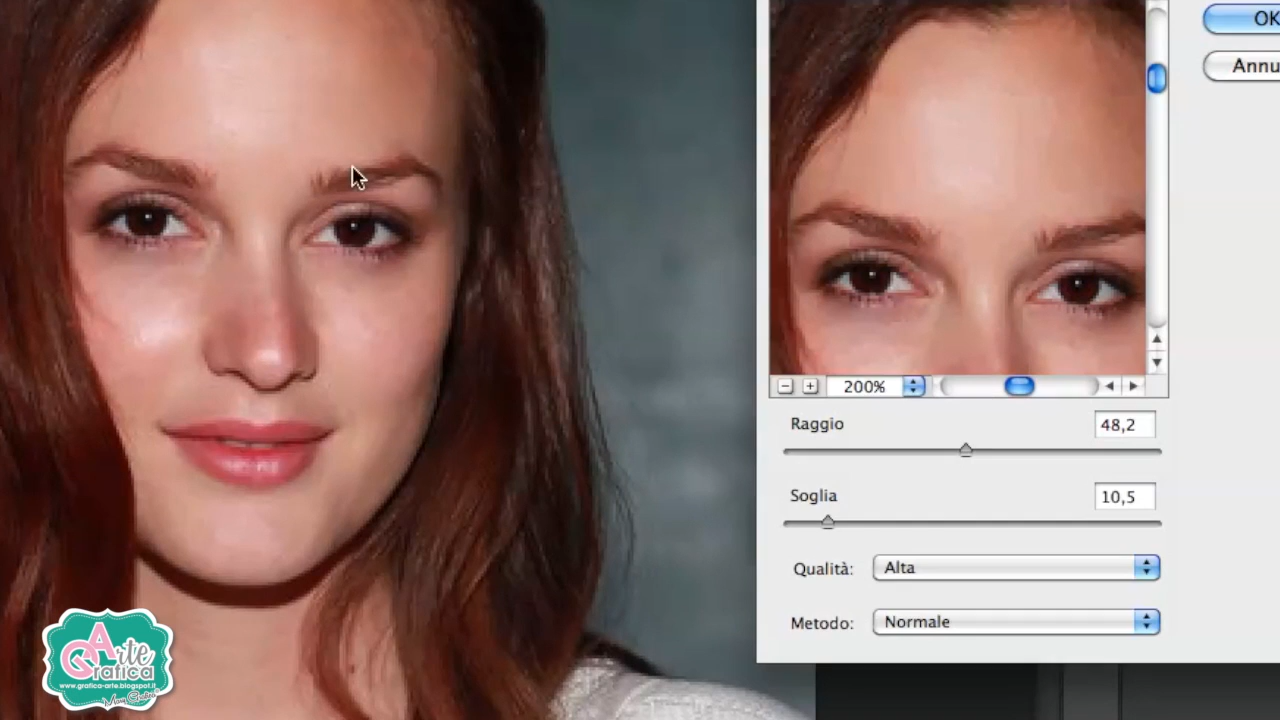 OK
Annu
200%
Raggio
48,2
Soglia
10,5
Qualità:
Alta
Metodo:
Normale
Arte
Grafica
www.grafica-arte.blogspot.it